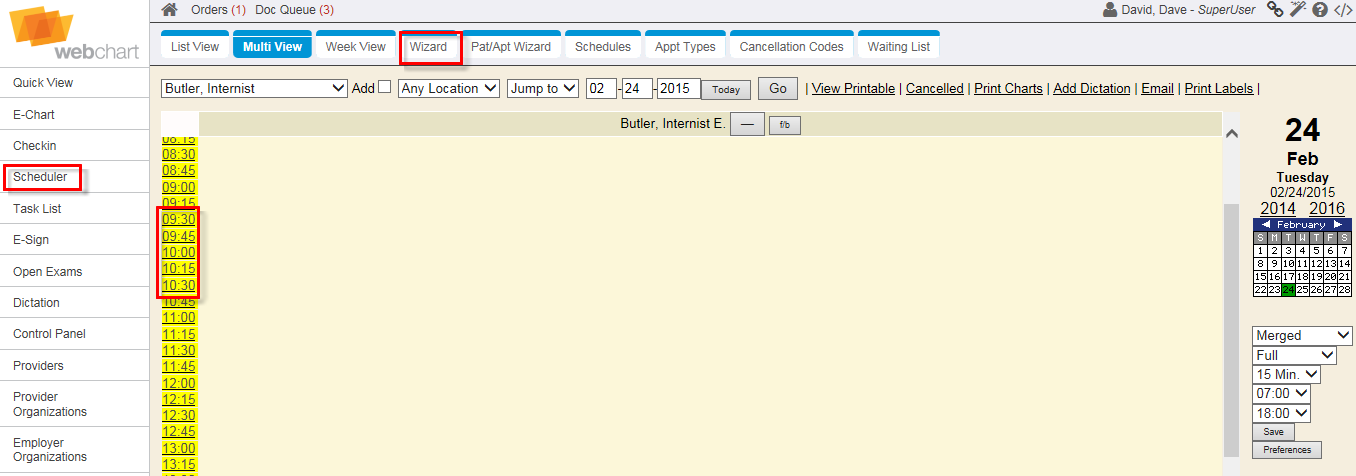 webchart
Orders (1) Doc Queue (3)
David, Dave - SuperUser
List View Multi View Week View Wizard Pat/Apt Wizard Schedules Appt Types Cancellation Codes Waiting List
Quick View
E-Chart
Checkin
Scheduler
Task List
E-Sign
Open Exams
Dictation
Control Panel
Providers
Provider
Organizations
Employer
Organizations
Butler, Internist Add Any Location Jump to 02 - 24 - 2015 Today Go | View Printable | Cancelled | Print Charts | Add Dictation | Email | Print Labels |
Butler, Internist E. — f/b
08:15
08:30
08:45
09:00
09:15
09:30
09:45
10:00
10:15
10:30
10:45
11:00
11:15
11:30
11:45
12:00
12:15
12:30
12:45
13:00
13:15
24
Feb
Tuesday
02/24/2015
2014 2016
February
S M T W T F S
1 2 3 4 5 6 7
8 9 10 11 12 13 14
15 16 17 18 19 20 21
22 23 24 25 26 27 28
Merged
Full
15 Min.
07:00
18:00
Save
Preferences